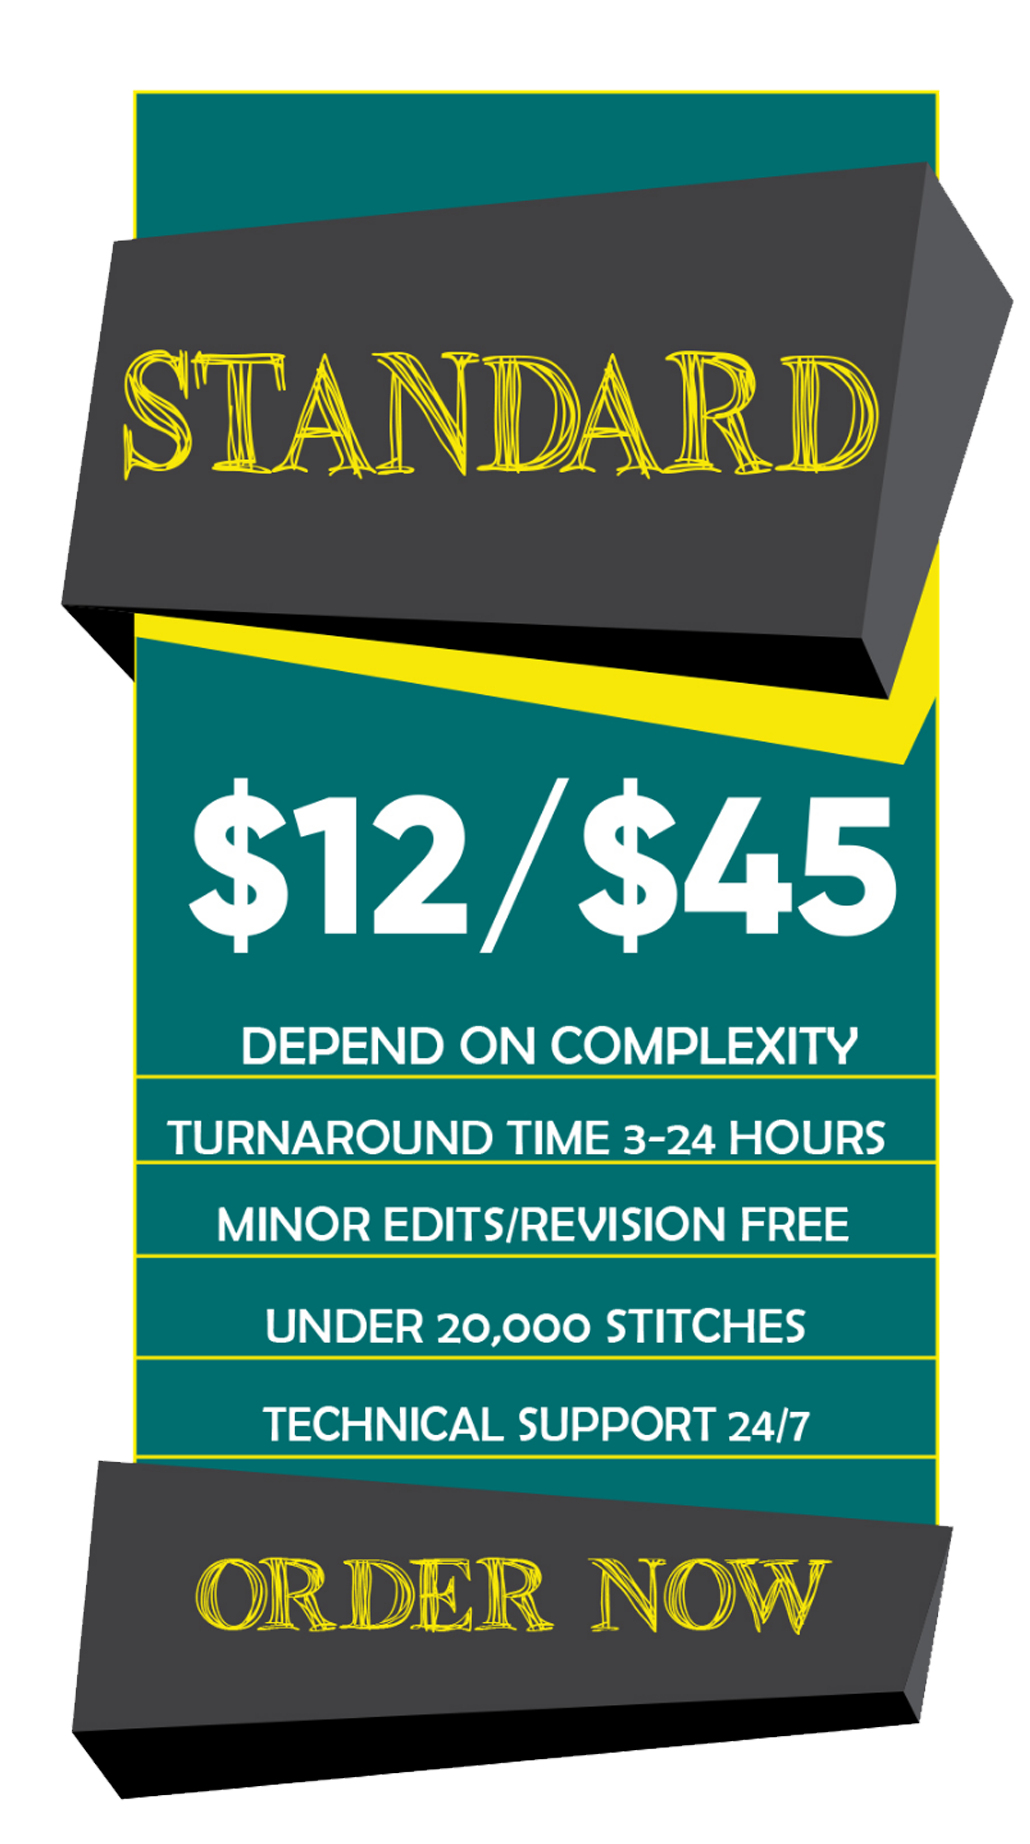 STANDARD
$12/$45
DEPEND ON COMPLEXITY
TURNAROUND TIME 3-24 HOURS
MINOR EDITS/REVISION FREE
UNDER 20,000 STITCHES
TECHNICAL SUPPORT 24/7
ORDER NOW